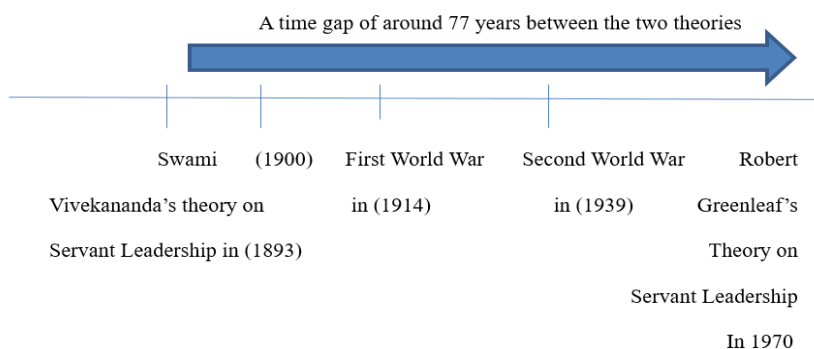 A time gap of around 77 years between the two theories
Swami (1900) First World War Second World War Robert
Vivekananda's theory on in (1914) in (1939) Greenleaf's
Servant Leadership in (1893) Theory on
Servant Leadership
In 1970